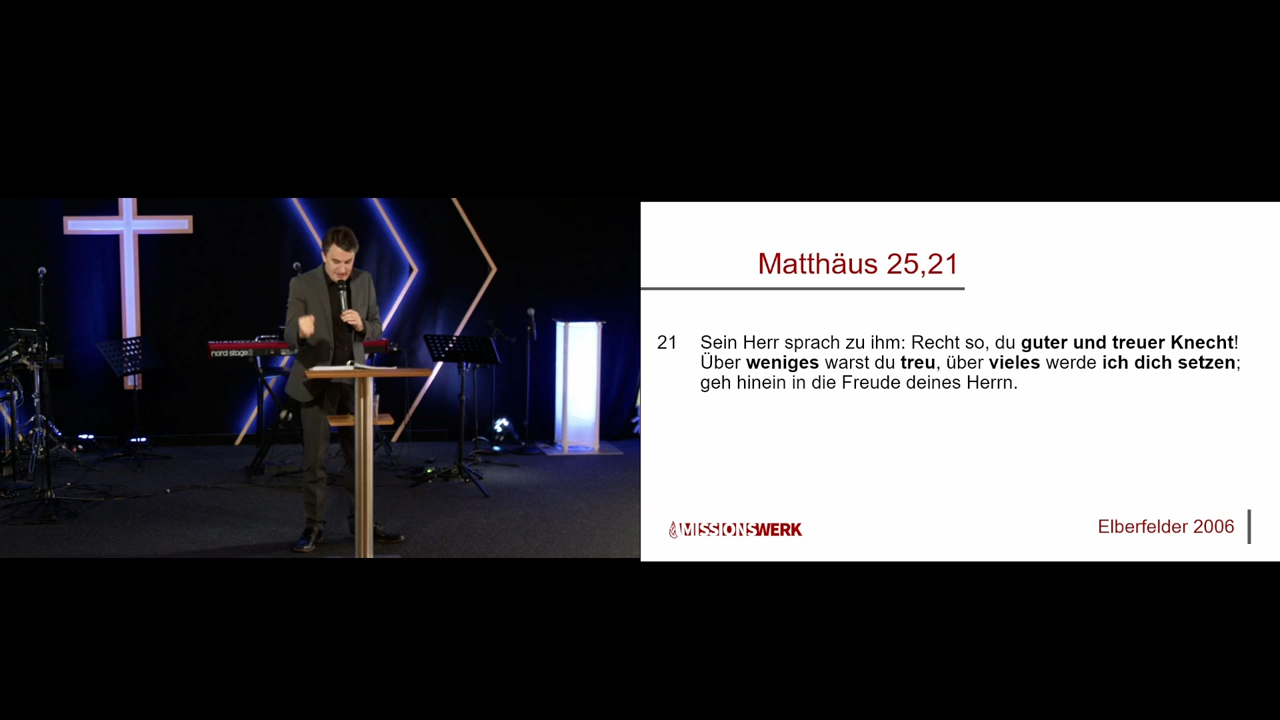 nord stage
Matthäus 25,21
21 Sein Herr sprach zu ihm: Recht so, du guter und treuer Knecht!
Über weniges warst du treu, über vieles werde ich dich setzen;
geh hinein in die Freude deines Herrn.
MISSIONSWERK
Elberfelder 2006